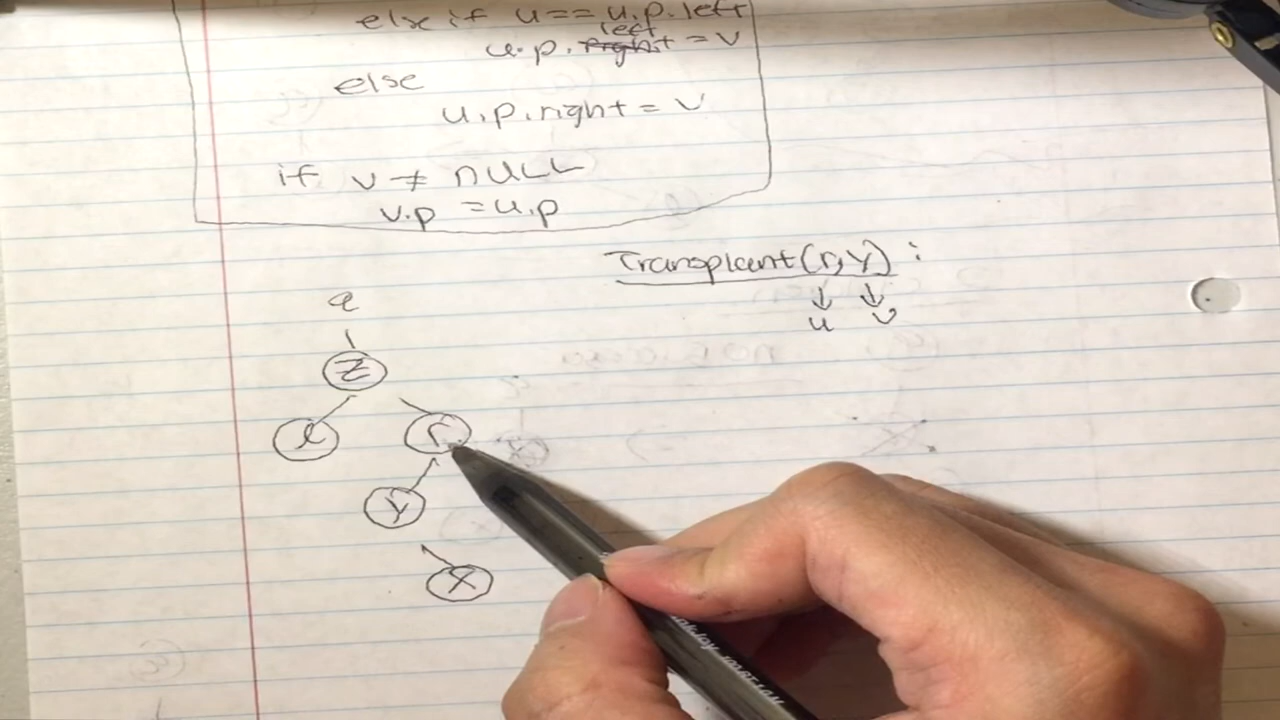 else if u == u.p.left
left
u.p.right = v
else
u.p.right = v
if v ≠ NULL
v.p = u.p
Transplant(r,y):
↓ ↓
u v
q
z
l r
y
x